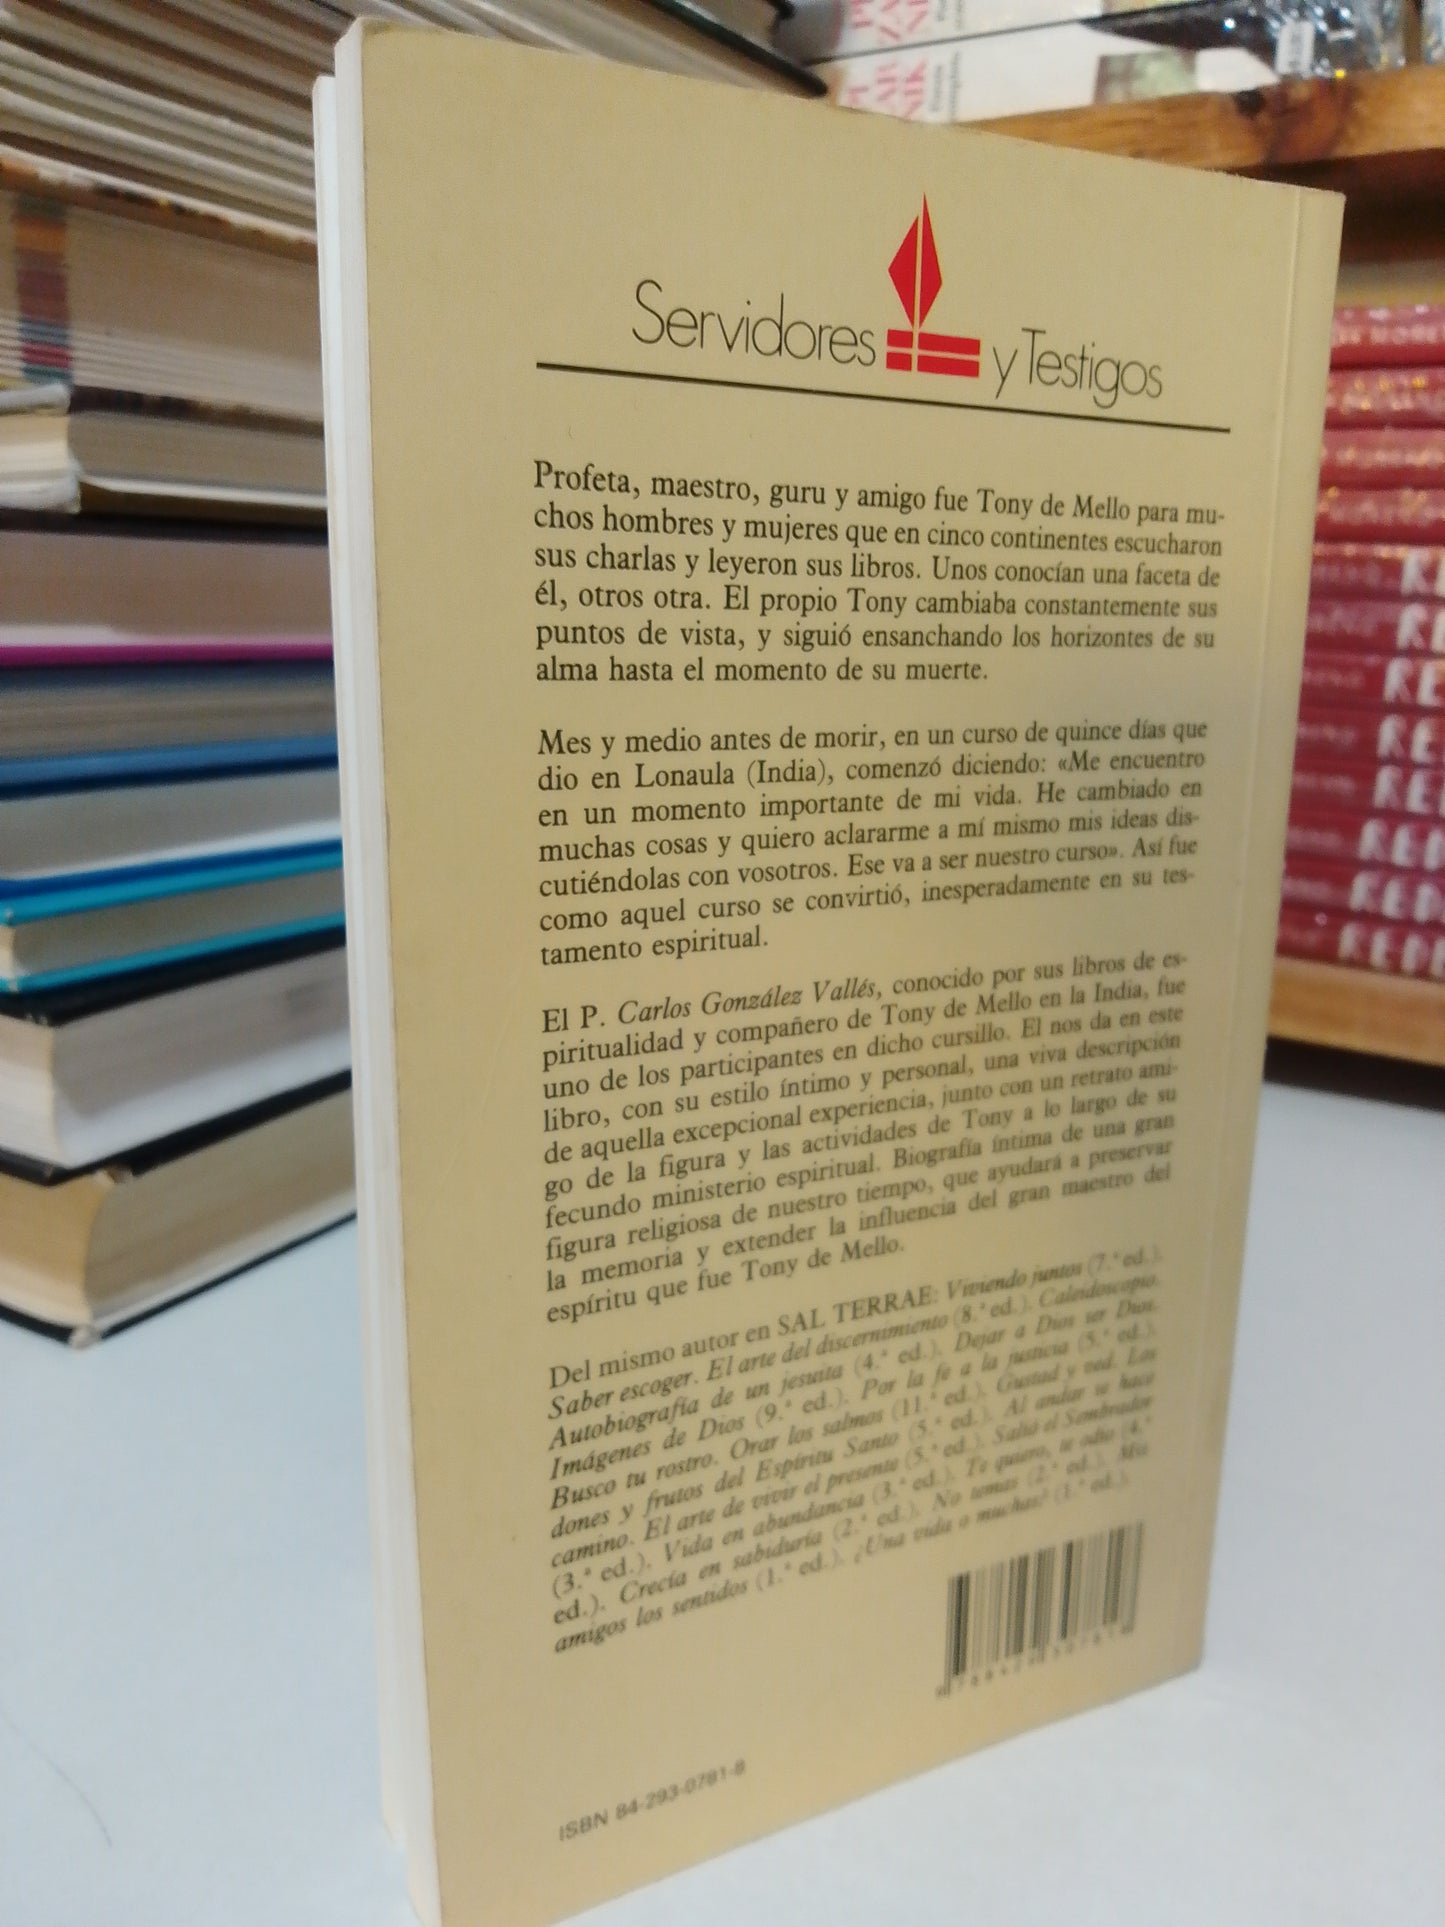 Servidores y Testigos
Profeta, maestro, guru y amigo fue Tony de Mello para mu-
chos hombres y mujeres que en cinco continentes escucharon
sus charlas y leyeron sus libros. Unos conocían una faceta de
él, otros otra. El propio Tony cambiaba constantemente sus
puntos de vista, y siguió ensanchando los horizontes de su
alma hasta el momento de su muerte.
Mes y medio antes de morir, en un curso de quince días que
dio en Lonaula (India), comenzó diciendo: «Me encuentro
en un momento importante de mi vida. He cambiado en
muchas cosas y quiero aclararme a mí mismo mis ideas dis-
cutiéndolas con vosotros. Ese va a ser nuestro curso». Así fue
como aquel curso se convirtió, inesperadamente en su tes-
tamento espiritual.
El P. Carlos González Vallés, conocido por sus libros de es-
piritualidad y compañero de Tony de Mello en la India, fue
uno de los participantes en dicho cursillo. El nos da en este
libro, con su estilo íntimo y personal, una viva descripción
de aquella excepcional experiencia, junto con un retrato ami-
go de la figura y las actividades de Tony a lo largo de su
fecundo ministerio espiritual. Biografía íntima de una gran
figura religiosa de nuestro tiempo, que ayudará a preservar
la memoria y extender la influencia del gran maestro del
espíritu que fue Tony de Mello.
Del mismo autor en SAL TERRAE: Viviendo juntos (7.ª ed.).
Saber escoger. El arte del discernimiento (8.ª ed.). Caleidoscopio.
Autobiografía de un jesuita (4.ª ed.). Dejar a Dios ser Dios.
Imágenes de Dios (9.ª ed.). Por la fe a la justicia (5.ª ed.).
Busco tu rostro. Orar los salmos (11.ª ed.). Gustad y ved. Los
dones y frutos del Espíritu Santo (5.ª ed.). Al andar se hace
camino. El arte de vivir el presente (5.ª ed.). Salió el Sembrador
(3.ª ed.). Vida en abundancia (3.ª ed.). Te quiero, te odio (4.ª
ed.). Crecía en sabiduría (2.ª ed.). No temas (2.ª ed.). Mis
amigos los sentidos (1.ª ed.). ¿Una vida o muchas? (1.ª ed.).
ISBN 84-293-0781-8